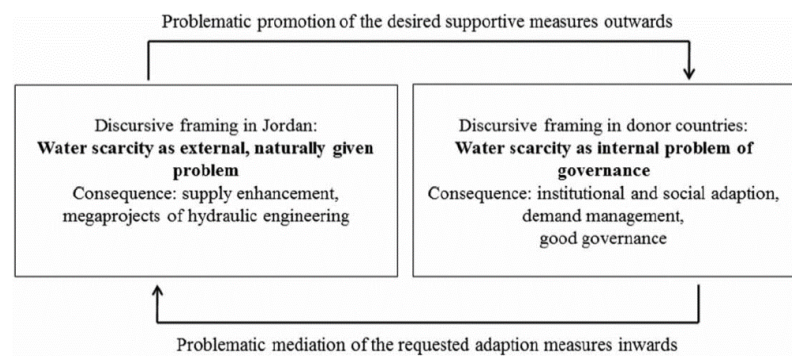 Problematic promotion of the desired supportive measures outwards
Discursive framing in Jordan:
Water scarcity as external, naturally given
problem
Consequence: supply enhancement,
megaprojects of hydraulic engineering
Discursive framing in donor countries:
Water scarcity as internal problem of
governance
Consequence: institutional and social adaption,
demand management,
good governance
Problematic mediation of the requested adaption measures inwards